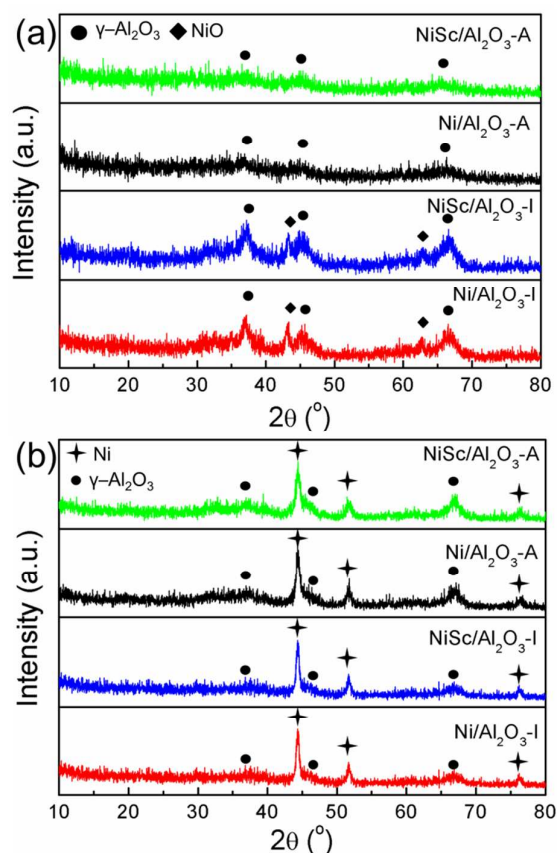 (a)
γ–Al₂O₃ NiO
NiSc/Al₂O₃-A
Ni/Al₂O₃-A
NiSc/Al₂O₃-I
Ni/Al₂O₃-I
Intensity (a.u.)
10 20 30 40 50 60 70 80
2θ (°)
(b)
Ni
γ–Al₂O₃
NiSc/Al₂O₃-A
Ni/Al₂O₃-A
NiSc/Al₂O₃-I
Ni/Al₂O₃-I
Intensity (a.u.)
10 20 30 40 50 60 70 80
2θ (°)